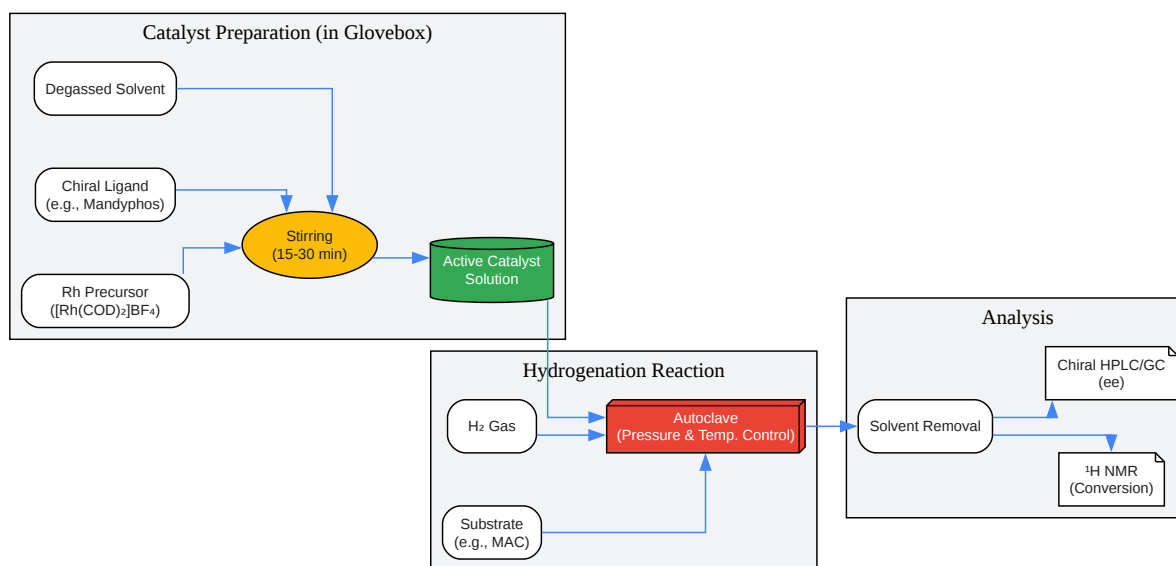 Catalyst Preparation (in Glovebox)
Degassed Solvent
Chiral Ligand
(e.g., Mandyphos)
Stirring
(15-30 min)
Rh Precursor
([Rh(COD)₂]BF₄)
Active Catalyst
Solution
Hydrogenation Reaction
H₂ Gas
Autoclave
(Pressure & Temp. Control)
Substrate
(e.g., MAC)
Analysis
Solvent Removal
Chiral HPLC/GC
(ee)
¹H NMR
(Conversion)